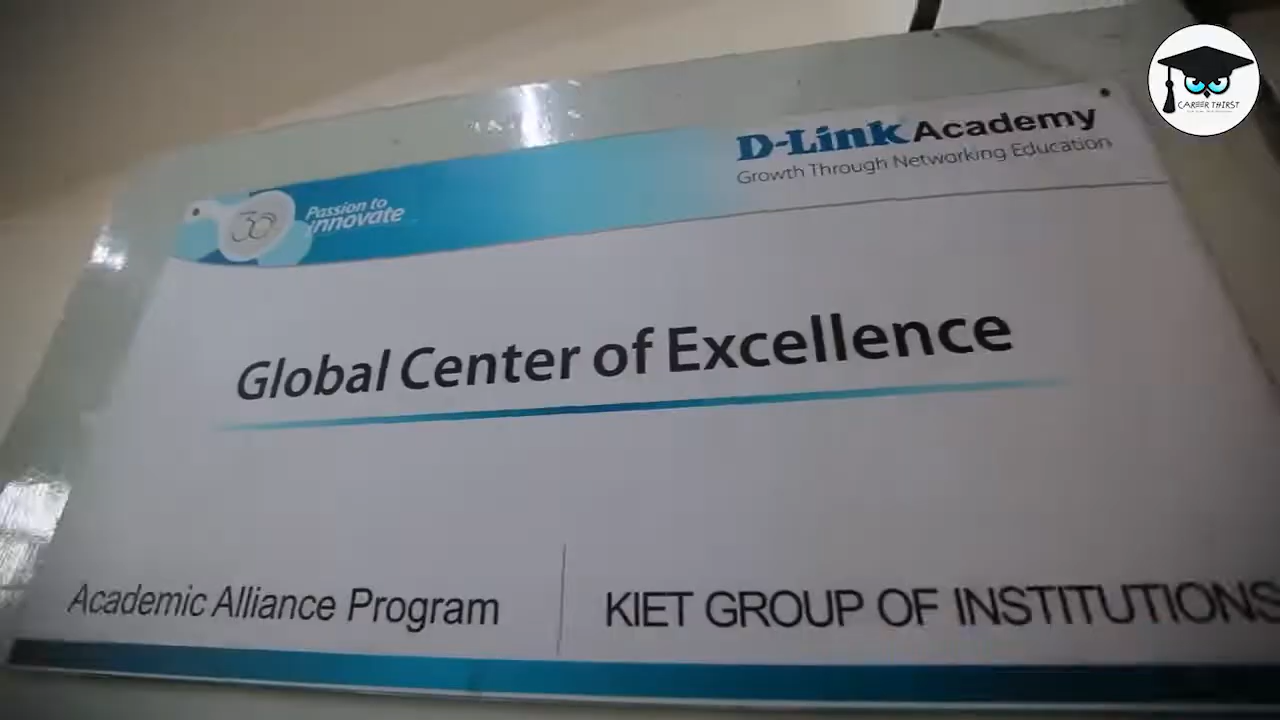 CAREER THIRST
D-Link Academy
Growth Through Networking Education
30
Passion to
innovate
Global Center of Excellence
Academic Alliance Program
KIET GROUP OF INSTITUTIONS